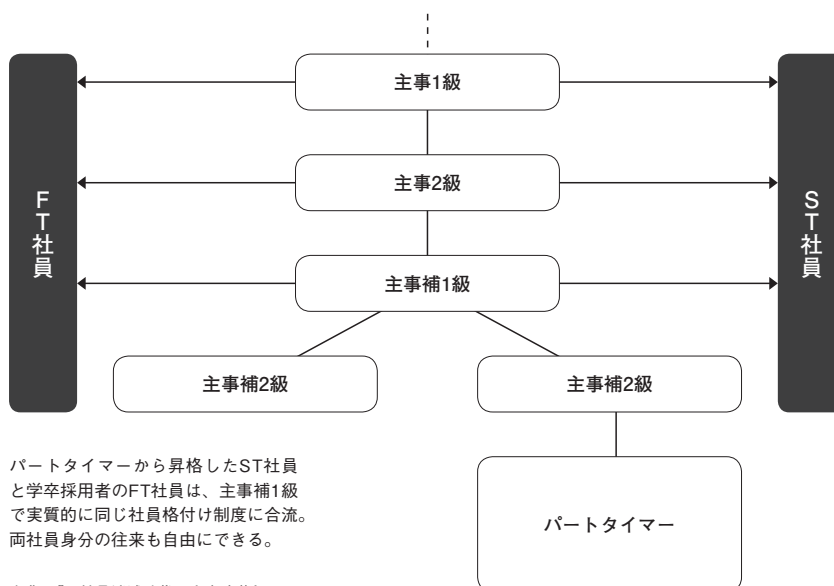 主事1級
主事2級
FT社員
ST社員
主事補1級
主事補2級
主事補2級
パートタイマーから昇格したST社員
と学卒採用者のFT社員は、主事補1級
で実質的に同じ社員格付け制度に合流。
両社員身分の往来も自由にできる。
パートタイマー